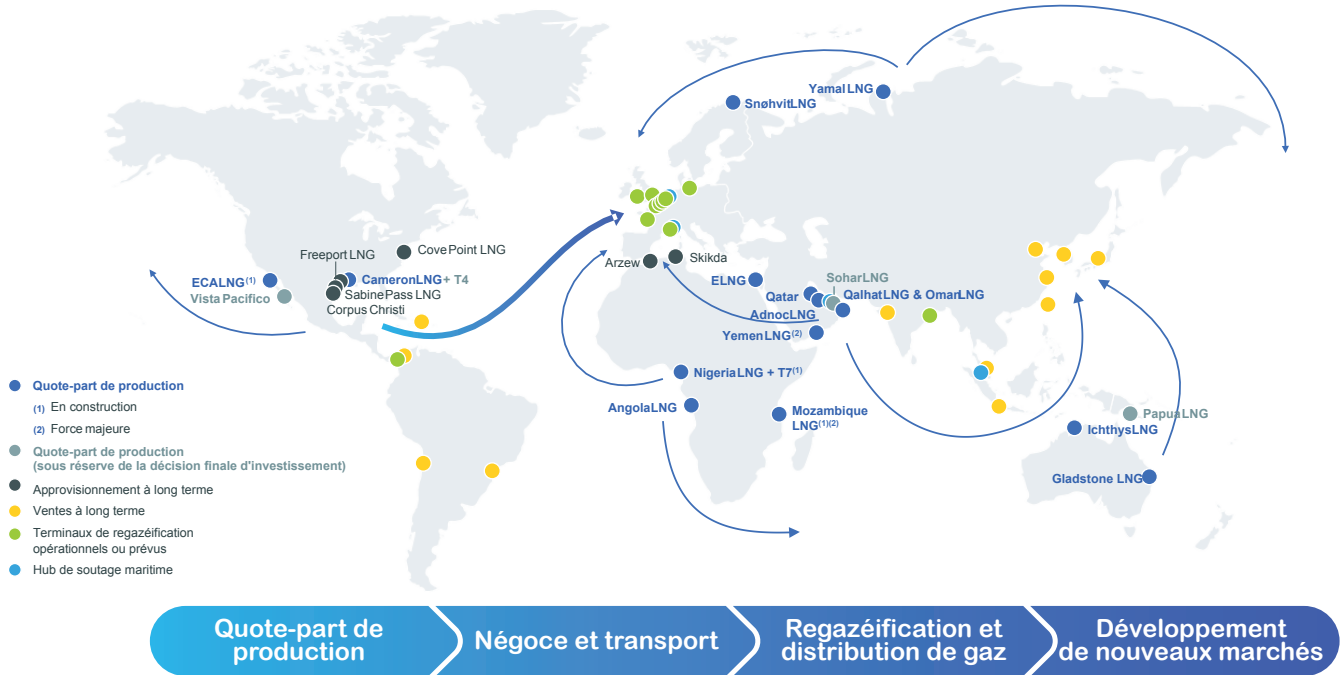 Yamal LNG
Snøhvit LNG
Cove Point LNG
Freeport LNG
Skikda
Arzew
ECA LNG (1)
Cameron LNG + T4
ELNG
Sohar LNG
Vista Pacifico
Sabine Pass LNG
Qatar
Qalhat LNG & Oman LNG
Corpus Christi
Adnoc LNG
Yemen LNG (2)
Nigeria LNG + T7(1)
Angola LNG
Mozambique
LNG(1)(2)
Papua LNG
Ichthys LNG
Gladstone LNG
Quote-part de production
(1) En construction
(2) Force majeure
Quote-part de production
(sous réserve de la décision finale d'investissement)
Approvisionnement à long terme
Ventes à long terme
Terminaux de regazéification
opérationnels ou prévus
Hub de soutage maritime
Quote-part de
production
Négoce et transport
Regazéification et
distribution de gaz
Développement
de nouveaux marchés